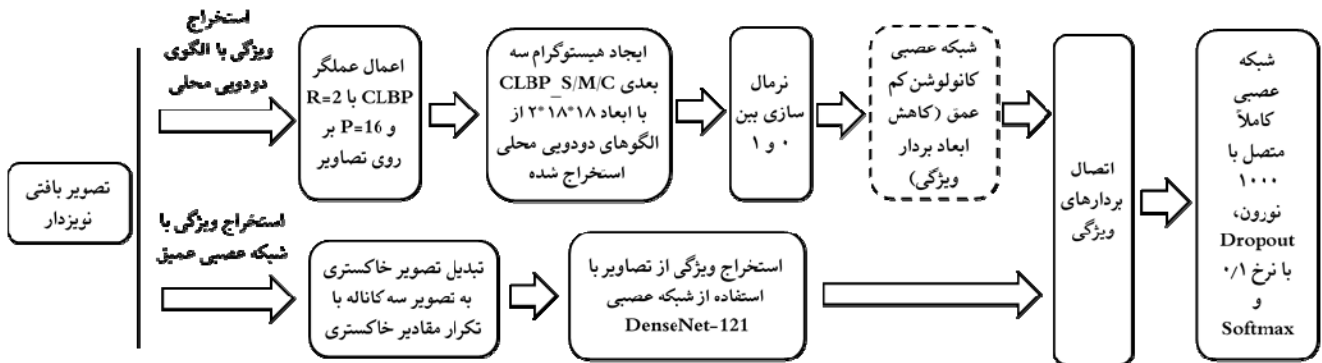 تصویر بافتی
نویزدار
استخراج
ویژگی با الگوی
دودویی محلی
اعمال عملگر
CLBP با R=2
و P=16 بر
روی تصاویر
ایجاد هیستوگرام سه
بعدی CLBP_S/M/C
با ابعاد ۱۸*۱۸*۲ از
الگوهای دودویی محلی
استخراج شده
نرمال
سازی بین
۰ و ۱
شبکه عصبی
کانولوشن کم
عمق (کاهش
ابعاد بردار
ویژگی)
استخراج ویژگی با
شبکه عصبی عمیق
تبدیل تصویر خاکستری
به تصویر سه کاناله با
تکرار مقادیر خاکستری
استخراج ویژگی از تصاویر با
استفاده از شبکه عصبی
DenseNet-121
اتصال
بردارهای
ویژگی
شبکه
عصبی
کاملاً
متصل با
۱۰۰۰
نورون،
Dropout
با نرخ ۰/۱
و
Softmax